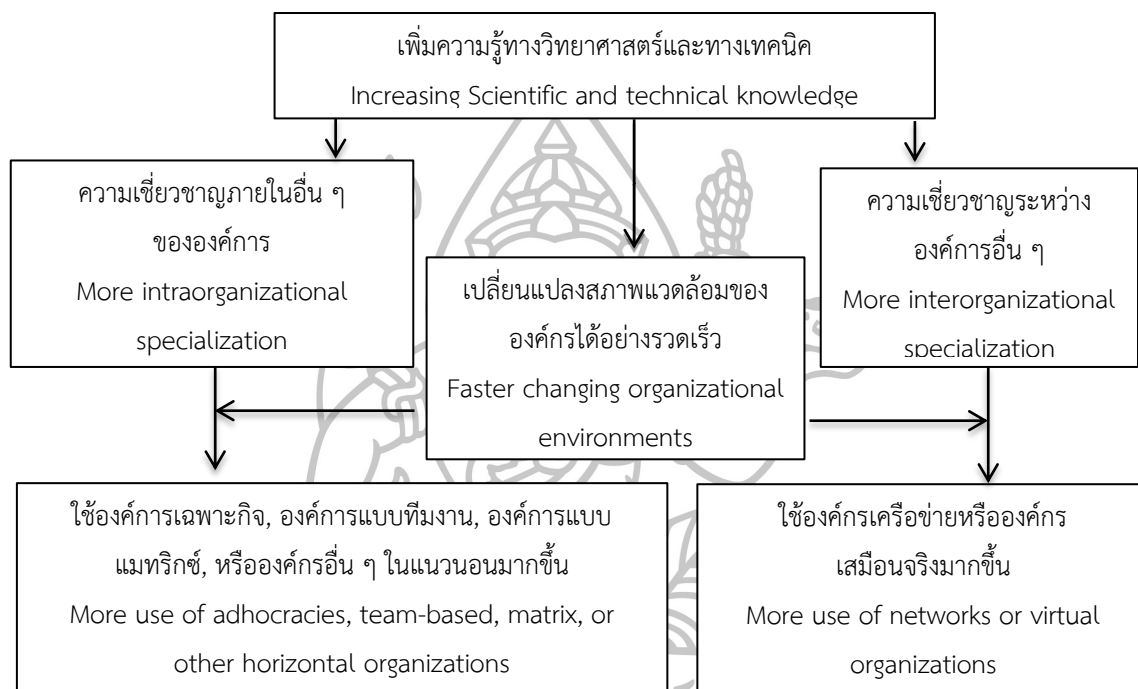 เพิ่มความรู้ทางวิทยาศาสตร์และทางเทคนิค
Increasing Scientific and technical knowledge
ความเชี่ยวชาญภายในอื่น ๆ
ขององค์การ
More intraorganizational
specialization
เปลี่ยนแปลงสภาพแวดล้อมของ
องค์กรได้อย่างรวดเร็ว
Faster changing organizational
environments
ความเชี่ยวชาญระหว่าง
องค์การอื่น ๆ
More interorganizational
specialization
ใช้องค์การเฉพาะกิจ, องค์การแบบทีมงาน, องค์การแบบ
แมทริกซ์, หรือองค์กรอื่น ๆ ในแนวนอนมากขึ้น
More use of adhocracies, team-based, matrix, or
other horizontal organizations
ใช้องค์กรเครือข่ายหรือองค์กร
เสมือนจริงมากขึ้น
More use of networks or virtual
organizations